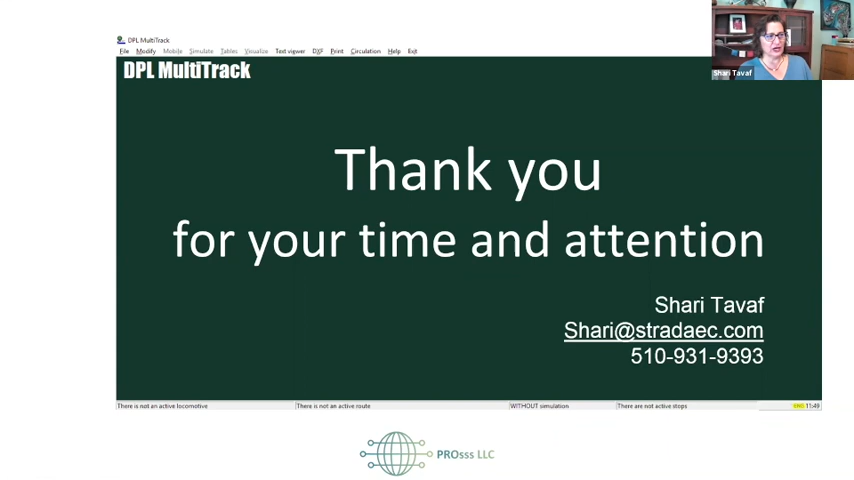 DPL MultiTrack
File Modify Mobile Simulate Tables Visualize Text viewer DXF Print Circulation Help Exit
DPL MultiTrack
Shari Tavaf
Thank you
for your time and attention
Shari Tavaf
Shari@stradaec.com
510-931-9393
There is not an active locomotive There is not an active route WITHOUT simulation There are not active stops ENG 11:49
PROsss LLC